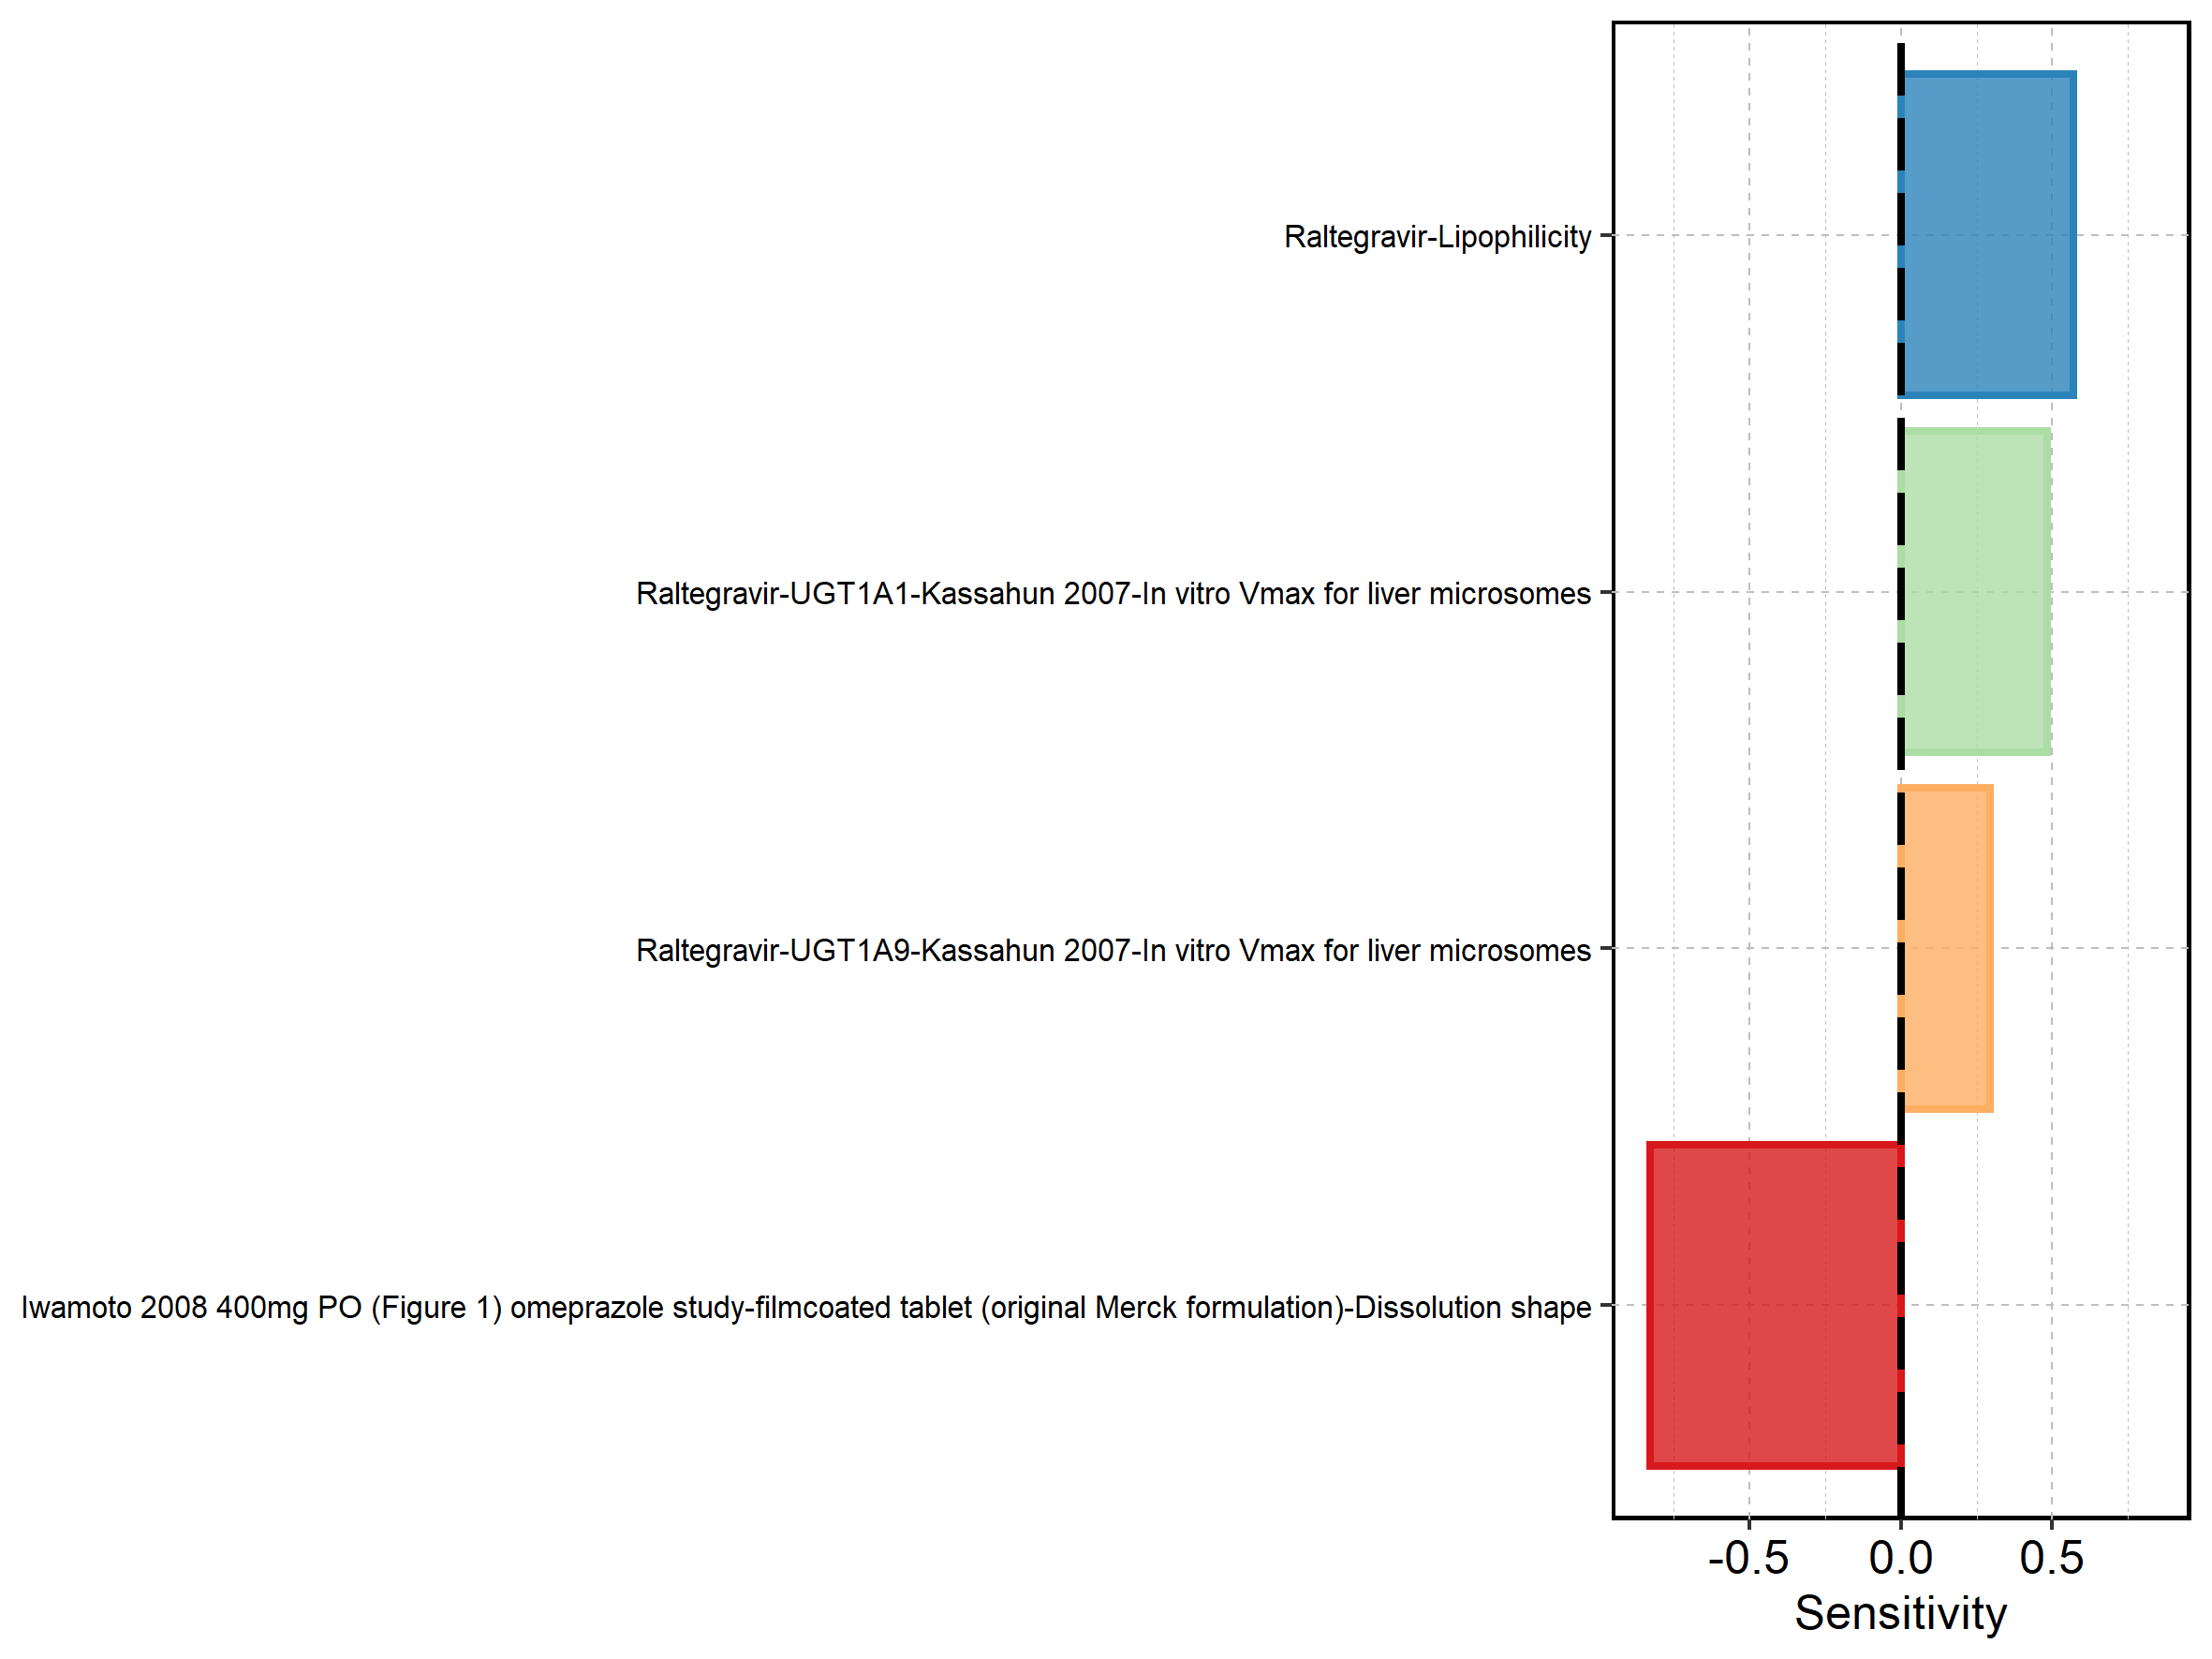 Raltegravir-Lipophilicity
Raltegravir-UGT1A1-Kassahun 2007-In vitro Vmax for liver microsomes
Raltegravir-UGT1A9-Kassahun 2007-In vitro Vmax for liver microsomes
Iwamoto 2008 400mg PO (Figure 1) omeprazole study-filmcoated tablet (original Merck formulation)-Dissolution shape
-0.5 0.0 0.5
Sensitivity